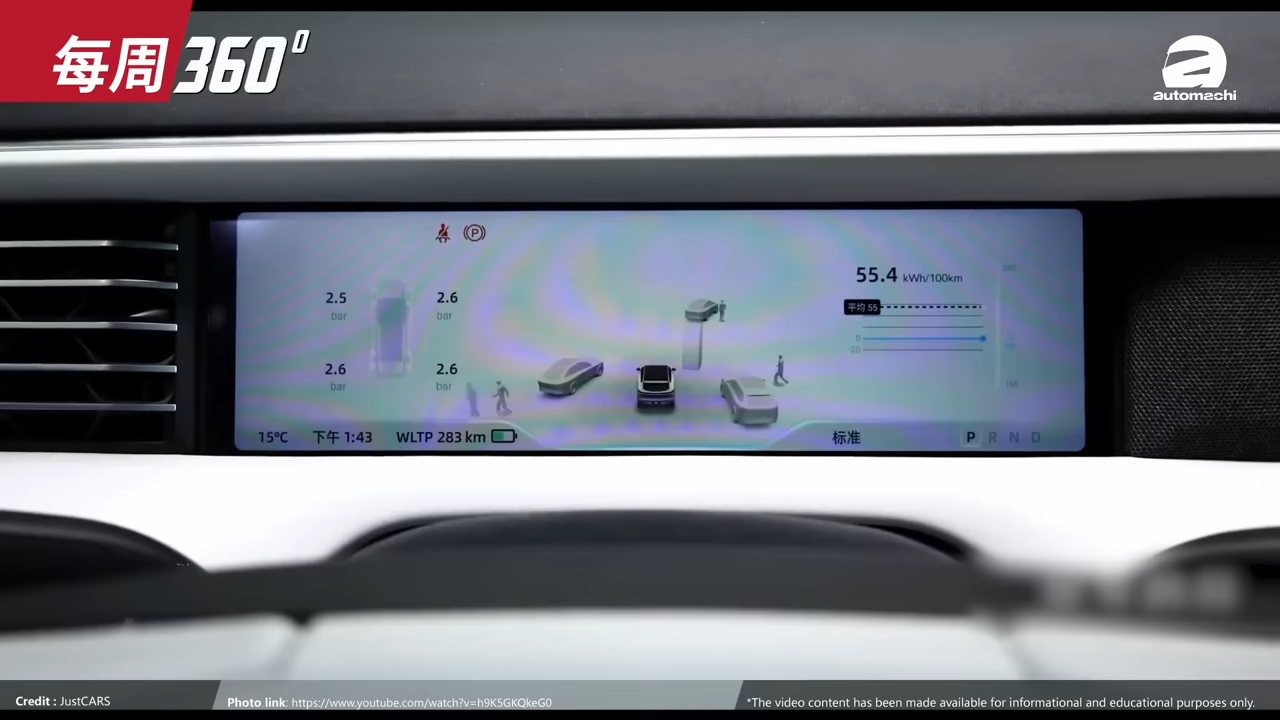 每周360°
automachi
2.5
bar
2.6
bar
2.6
bar
2.6
bar
55.4 kWh/100km
平均 55
0
-20
15°C
下午 1:43
WLTP 283 km
标准
P R N D
Credit : JustCARS
Photo link: https://www.youtube.com/watch?v=h9K5GKQkeG0
*The video content has been made available for informational and educational purposes only.